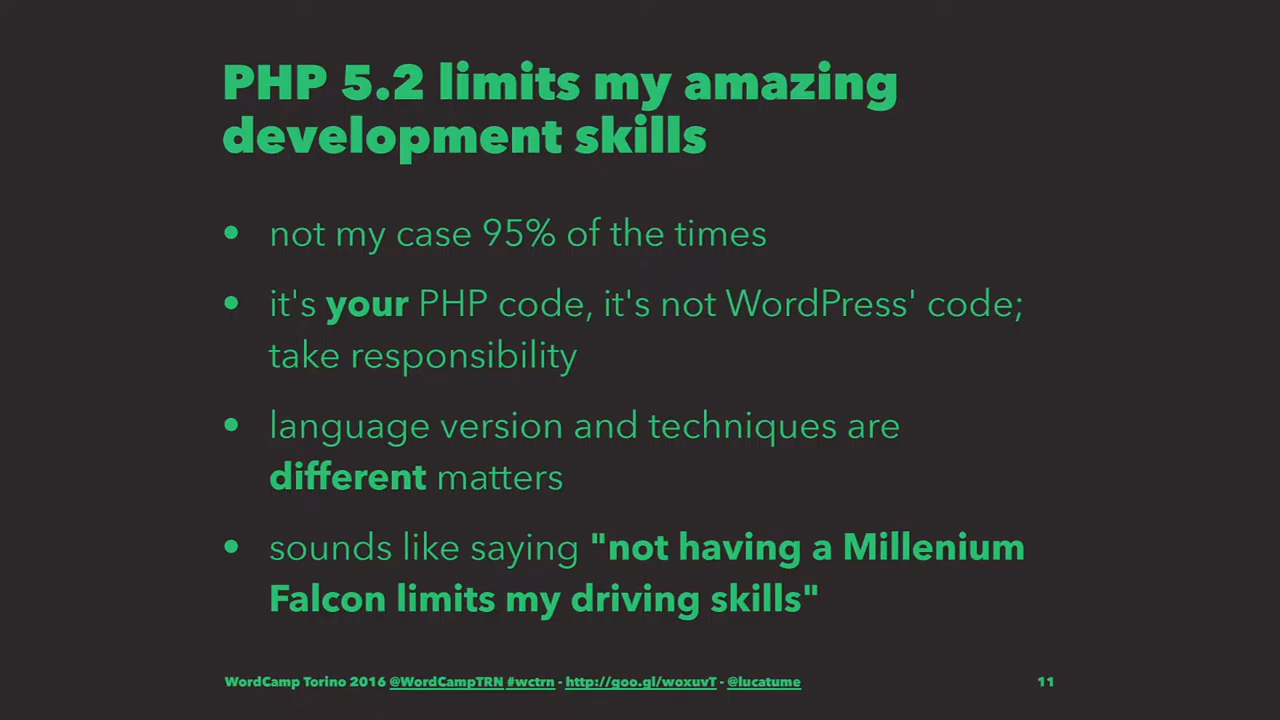 PHP 5.2 limits my amazing
development skills
• not my case 95% of the times
• it's your PHP code, it's not WordPress' code;
take responsibility
• language version and techniques are
different matters
• sounds like saying "not having a Millenium
Falcon limits my driving skills"
WordCamp Torino 2016 @WordCampTRN #wctrn - http://goo.gl/woxuvT - @lucatume 11